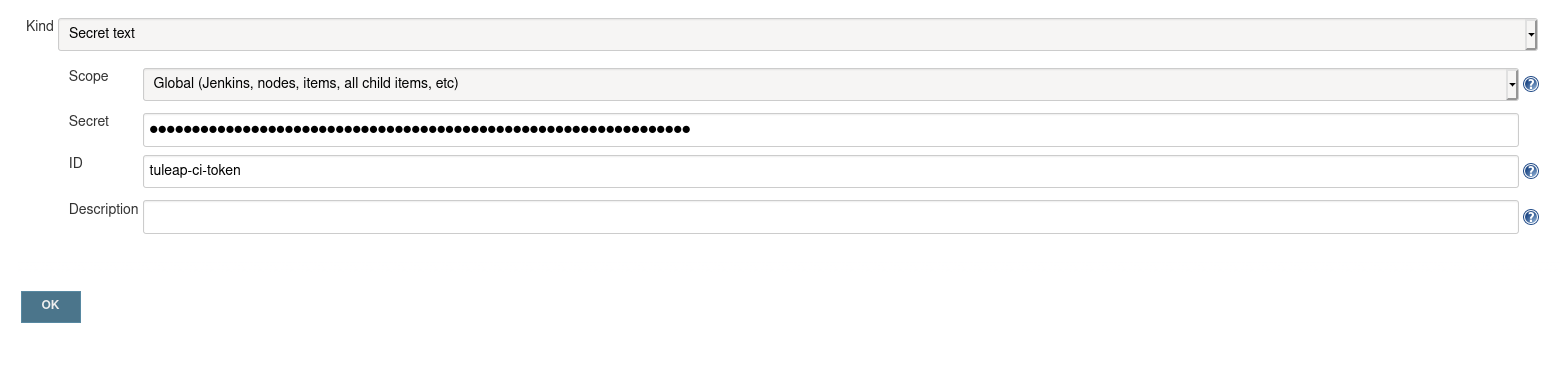 Kind Secret text
Scope Global (Jenkins, nodes, items, all child items, etc) ?
Secret ••••••••••••••••••••••••••••••••••••••••••••••••••••••••••••••••
ID tuleap-ci-token ?
Description ?
OK